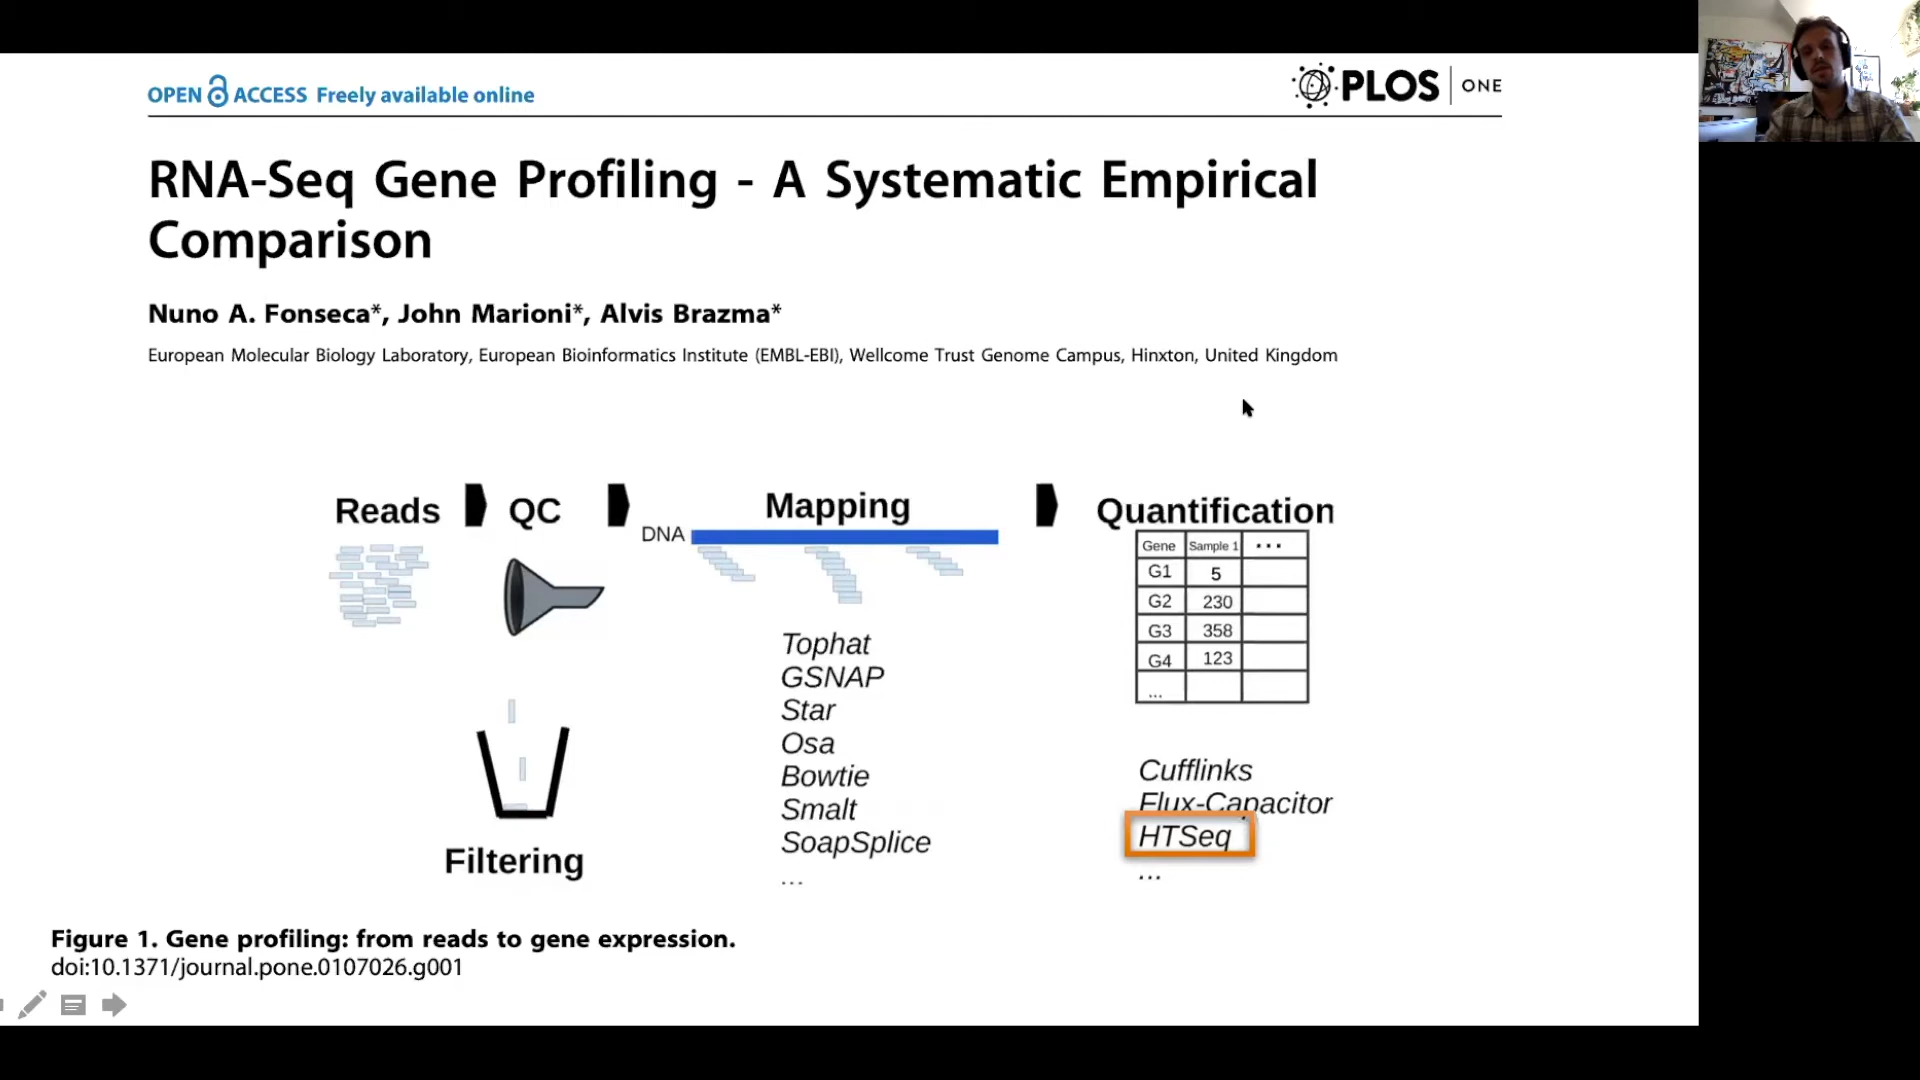 OPEN ACCESS Freely available online
PLOS ONE
RNA-Seq Gene Profiling - A Systematic Empirical
Comparison
Nuno A. Fonseca*, John Marioni*, Alvis Brazma*
European Molecular Biology Laboratory, European Bioinformatics Institute (EMBL-EBI), Wellcome Trust Genome Campus, Hinxton, United Kingdom
Reads
QC
Filtering
Mapping
DNA
Tophat
GSNAP
Star
Osa
Bowtie
Smalt
SoapSplice
...
Quantification
Gene Sample 1 ...
G1 5
G2 230
G3 358
G4 123
...
Cufflinks
Flux-Capacitor
HTSeq
...
Figure 1. Gene profiling: from reads to gene expression.
doi:10.1371/journal.pone.0107026.g001